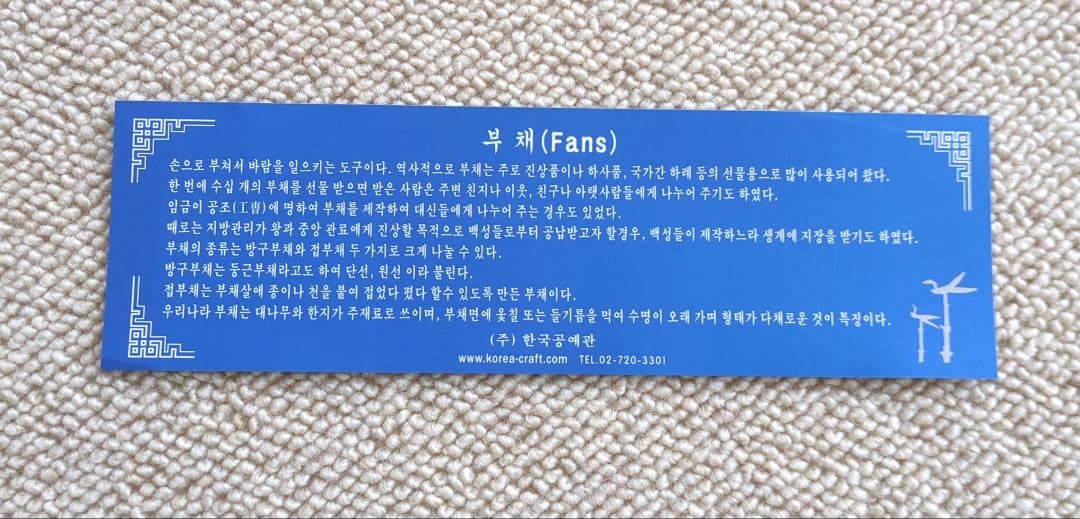 부 채(Fans)
손으로 부쳐서 바람을 일으키는 도구이다. 역사적으로 부채는 주로 진상품이나 하사품, 국가간 하례 등의 선물용으로 많이 사용되어 왔다.
한 번에 수십 개의 부채를 선물 받으면 받은 사람은 주변 친지나 이웃, 친구나 아랫사람들에게 나누어 주기도 하였다.
임금이 공조(工曺)에 명하여 부채를 제작하여 대신들에게 나누어 주는 경우도 있었다.
때로는 지방관리가 왕과 중앙 관료에게 진상할 목적으로 백성들로부터 공납받고자 할경우, 백성들이 제작하느라 생계에 지장을 받기도 하였다.
부채의 종류는 방구부채와 접부채 두 가지로 크게 나눌 수 있다.
방구부채는 둥근부채라고도 하여 단선, 원선 이라 불린다.
접부채는 부채살에 종이나 천을 붙여 접었다 폈다 할수 있도록 만든 부채이다.
우리나라 부채는 대나무와 한지가 주재료로 쓰이며, 부채면에 옻칠 또는 들기름을 먹여 수명이 오래 가며 형태가 다채로운 것이 특징이다.
(주) 한국공예관
www.korea-craft.com TEL.02-720-3301